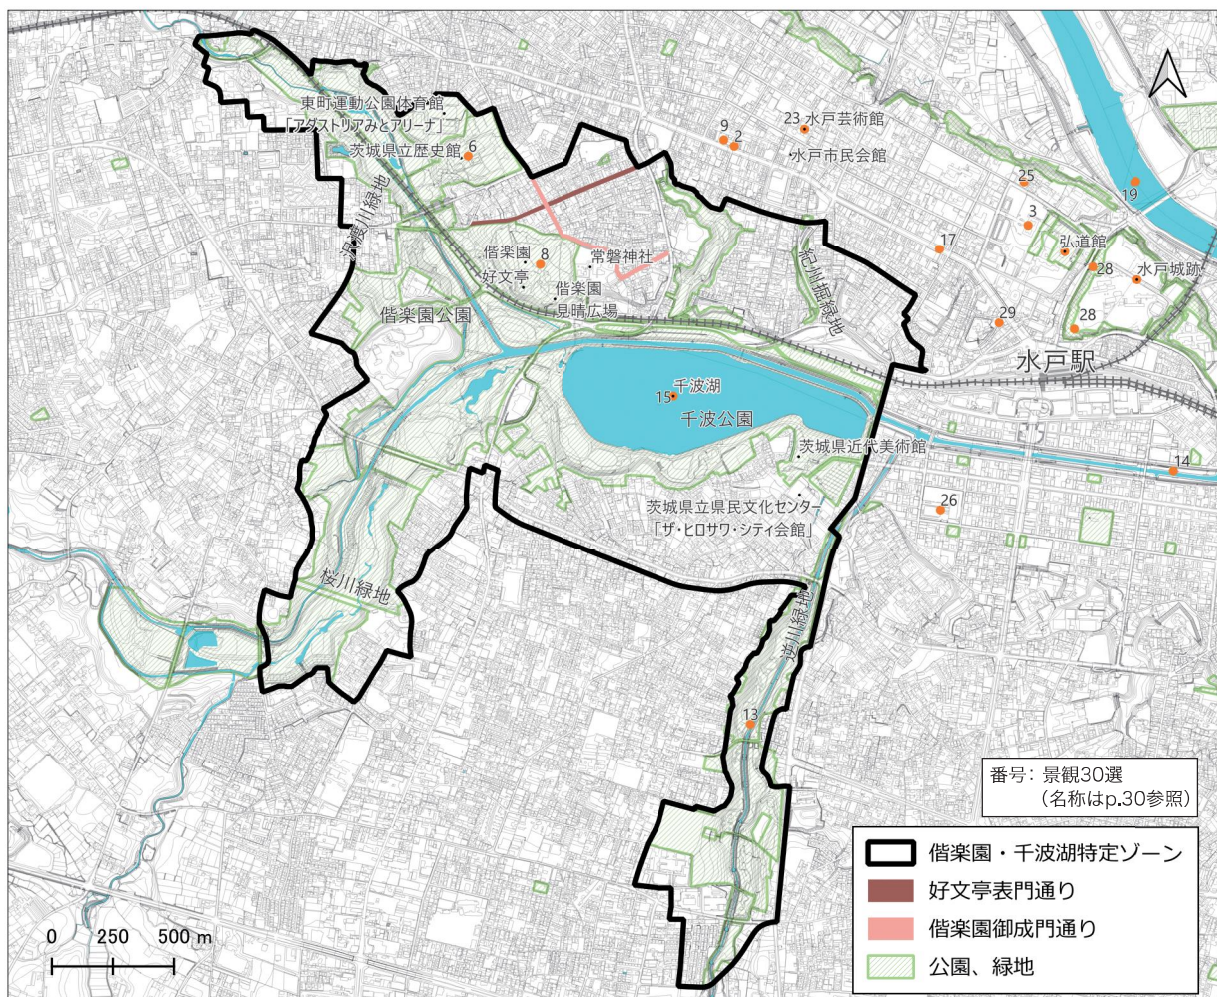 東町運動公園体育館
「アダストリアみとアリーナ」
茨城県立歴史館
6
沢渡川緑地
偕楽園
8
好文亭
常磐神社
偕楽園
見晴広場
偕楽園公園
9
2
23
水戸芸術館
水戸市民会館
25
19
3
弘道館
17
28
水戸城跡
紀州堀緑地
29
28
水戸駅
千波湖
15
千波公園
茨城県近代美術館
14
茨城県立県民文化センター
「ザ・ヒロサワ・シティ会館」
26
桜川緑地
逆川緑地
13
番号：景観30選
（名称はp.30参照）
偕楽園・千波湖特定ゾーン
好文亭表門通り
偕楽園御成門通り
公園、緑地
0 250 500 m